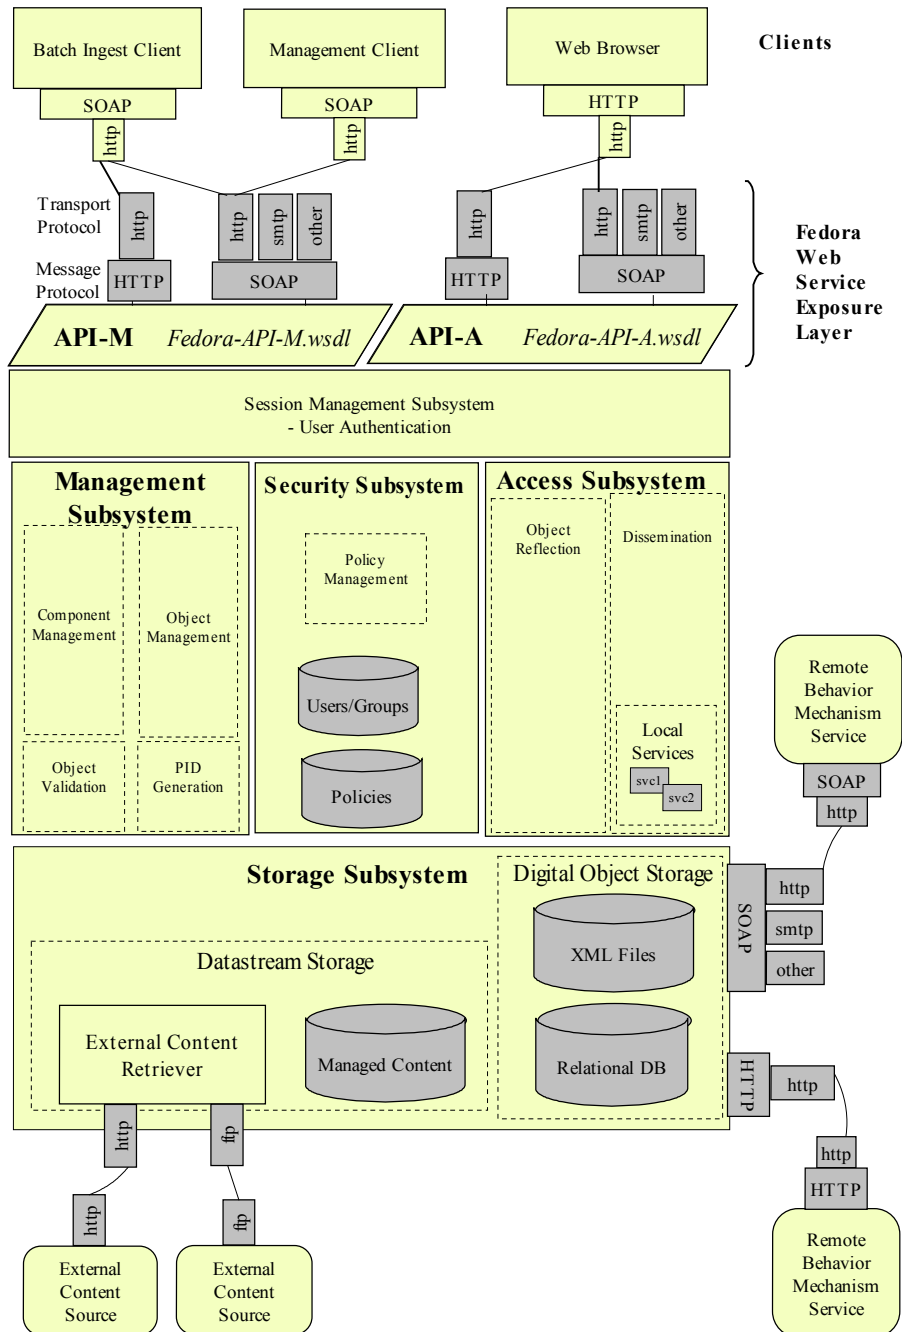 Batch Ingest Client
Management Client
Web Browser
Clients
SOAP
SOAP
HTTP
http
http
http
Transport
Protocol
http
http
smtp
other
http
http
smtp
other
Message
Protocol
HTTP
SOAP
HTTP
SOAP
Fedora
Web
Service
Exposure
Layer
API-M
Fedora-API-M.wsdl
API-A
Fedora-API-A.wsdl
Session Management Subsystem
- User Authentication
Management
Subsystem
Component
Management
Object
Management
Object
Validation
PID
Generation
Security Subsystem
Policy
Management
Users/Groups
Policies
Access Subsystem
Object
Reflection
Dissemination
Local
Services
svc1
svc2
Remote
Behavior
Mechanism
Service
SOAP
http
Storage Subsystem
Digital Object Storage
XML Files
Relational DB
Datastream Storage
External Content
Retriever
Managed Content
SOAP
http
smtp
other
HTTP
http
http
ftp
http
ftp
External
Content
Source
External
Content
Source
http
HTTP
Remote
Behavior
Mechanism
Service